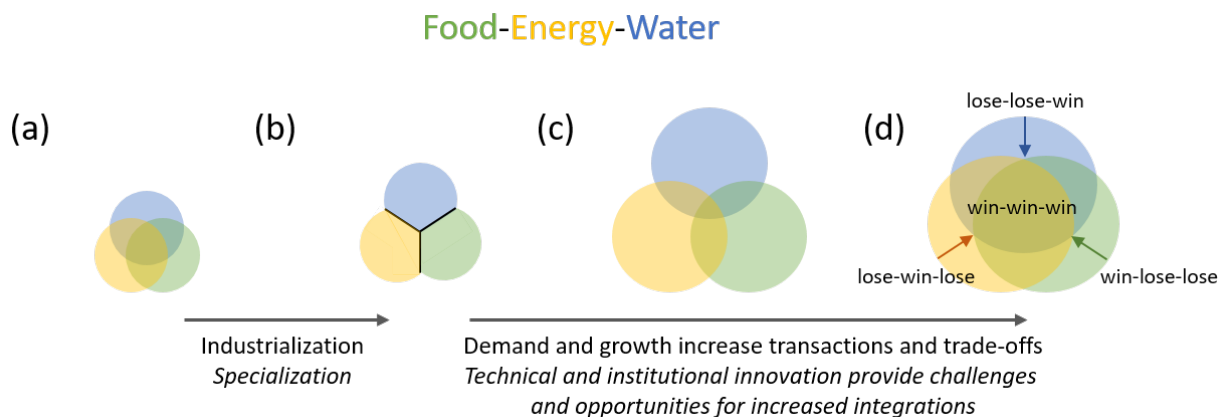 Food-Energy-Water
(a)
(b)
(c)
(d)
lose-lose-win
win-win-win
lose-win-lose
win-lose-lose
Industrialization
Specialization
Demand and growth increase transactions and trade-offs
Technical and institutional innovation provide challenges
and opportunities for increased integrations